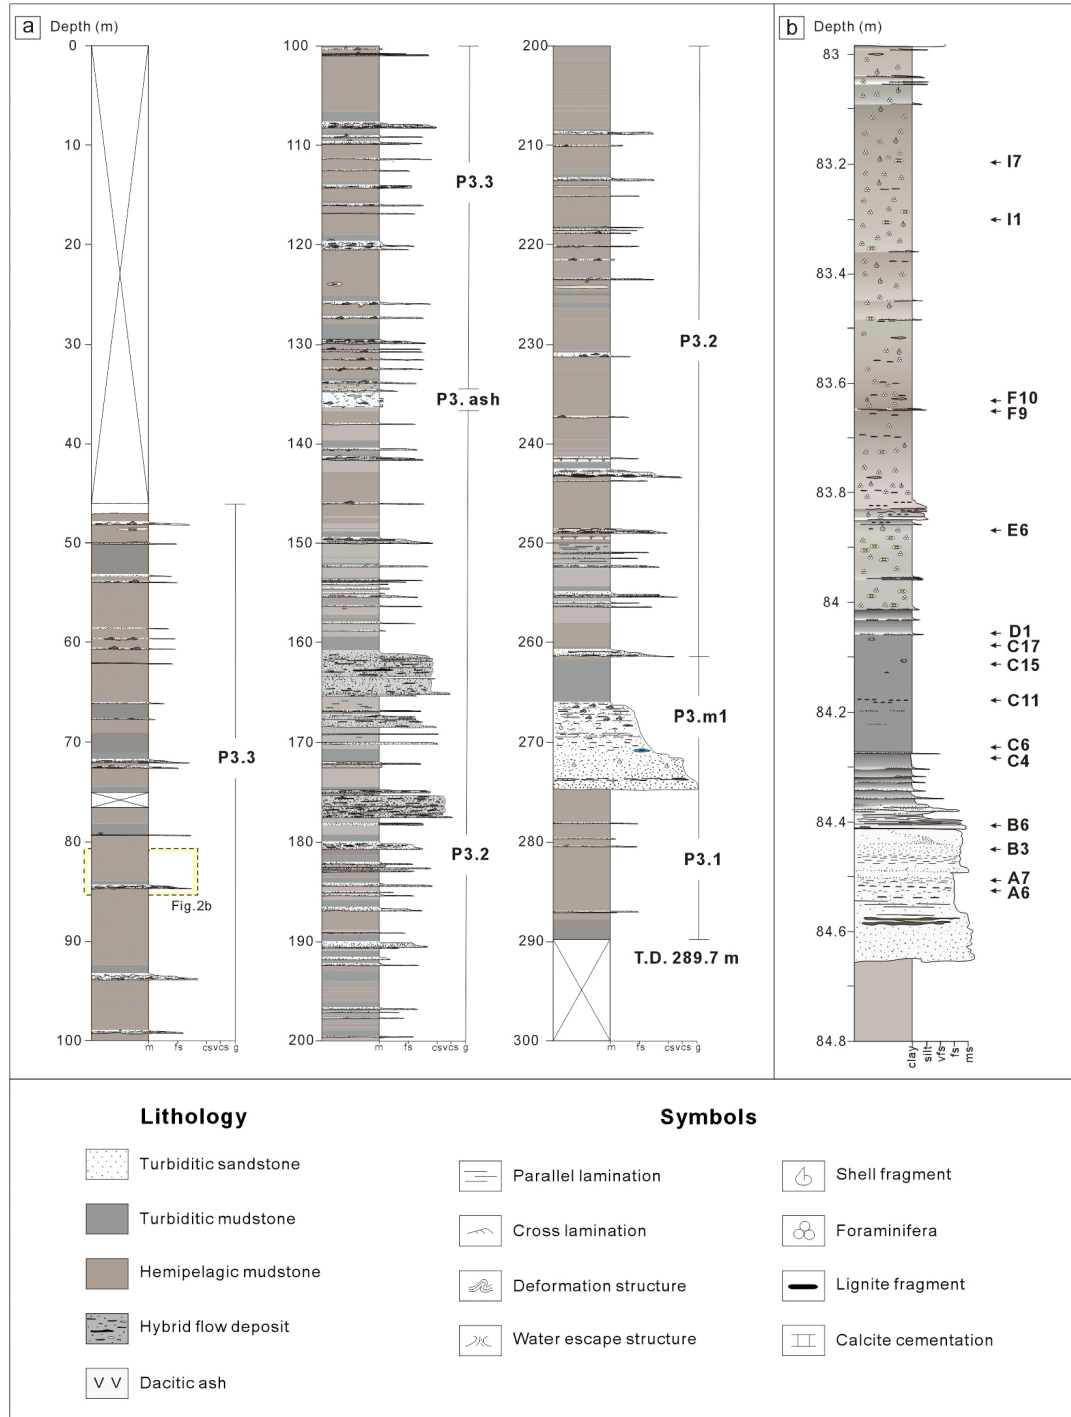 a
Depth (m)
0
10
20
30
40
50
60
70
80
90
100
P3.3
Fig.2b
m fs csvcs g
100
110
120
130
140
150
160
170
180
190
200
P3.3
P3. ash
P3.2
m fs csvcs g
200
210
220
230
240
250
260
270
280
290
300
P3.2
P3.m1
P3.1
T.D. 289.7 m
m fs csvcs g
b
Depth (m)
83
83.2
83.4
83.6
83.8
84
84.2
84.4
84.6
84.8
I7
I1
F10
F9
E6
D1
C17
C15
C11
C6
C4
B6
B3
A7
A6
clay silt vfs fs ms
Lithology
Turbiditic sandstone
Turbiditic mudstone
Hemipelagic mudstone
Hybrid flow deposit
V V Dacitic ash
Symbols
Parallel lamination
Cross lamination
Deformation structure
Water escape structure
Shell fragment
Foraminifera
Lignite fragment
Calcite cementation